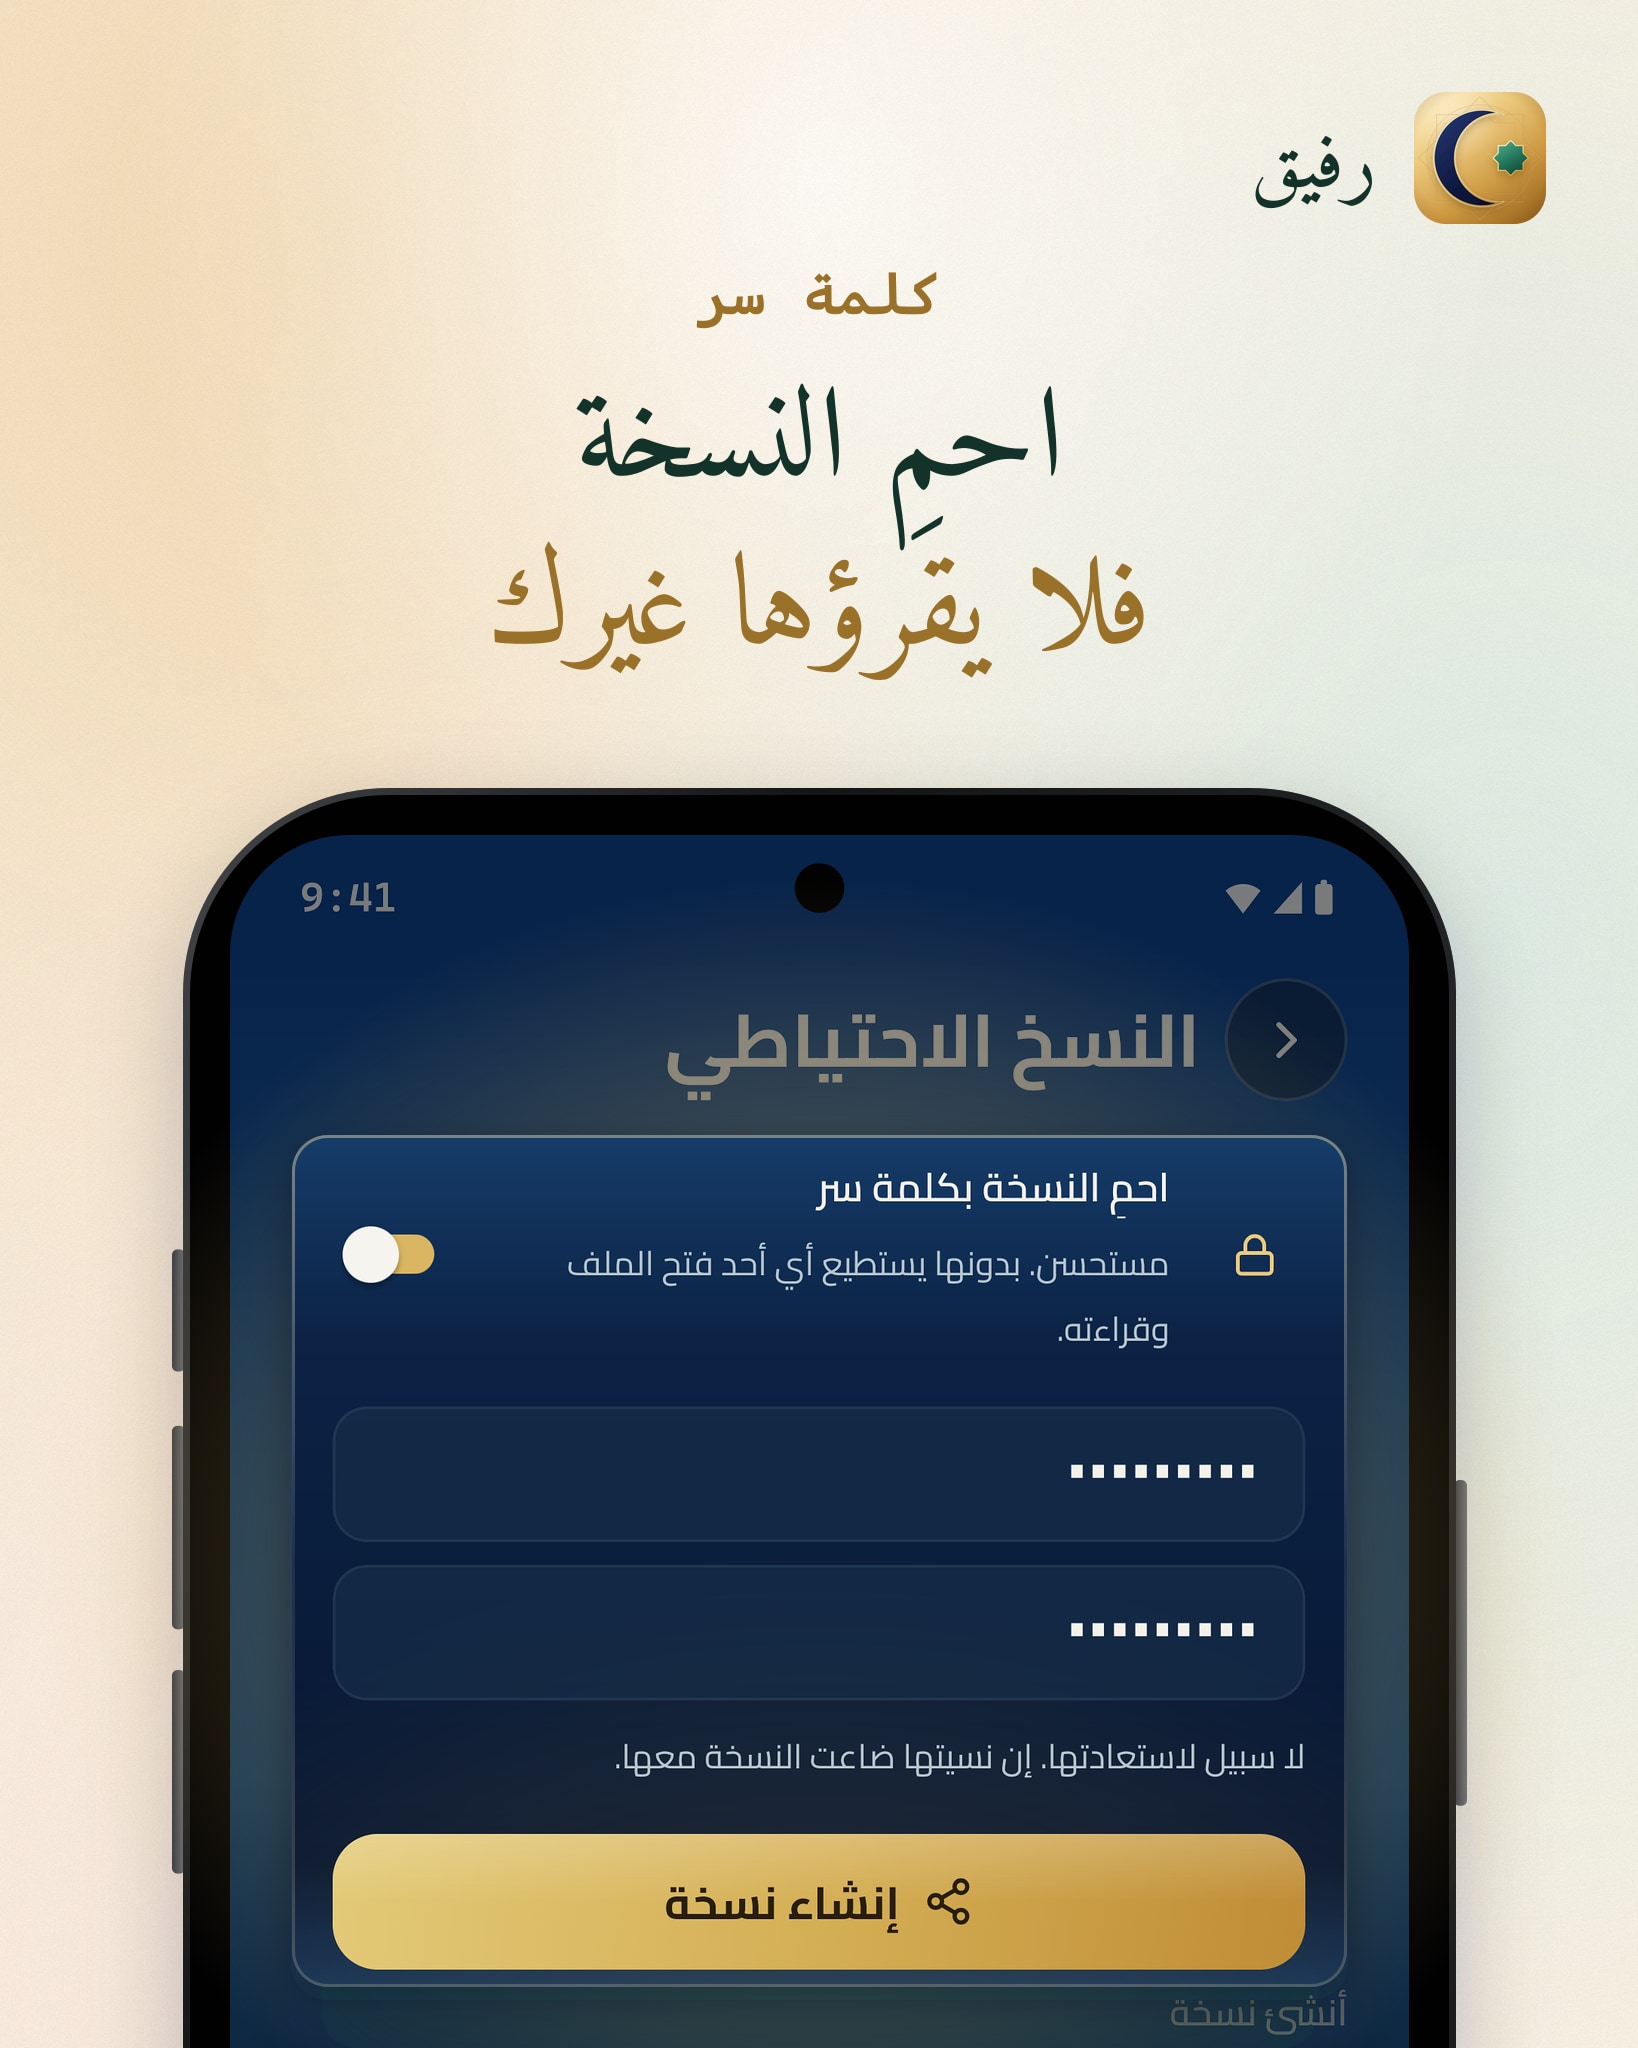 رفيق
كلمة سر
احمِ النسخة
فلا يقرؤها غيرك
9:41
النسخ الاحتياطي
احمِ النسخة بكلمة سر
مستحسن. بدونها يستطيع أي أحد فتح الملف
وقراءته.
لا سبيل لاستعادتها. إن نسيتها ضاعت النسخة معها.
إنشاء نسخة
أنشئ نسخة